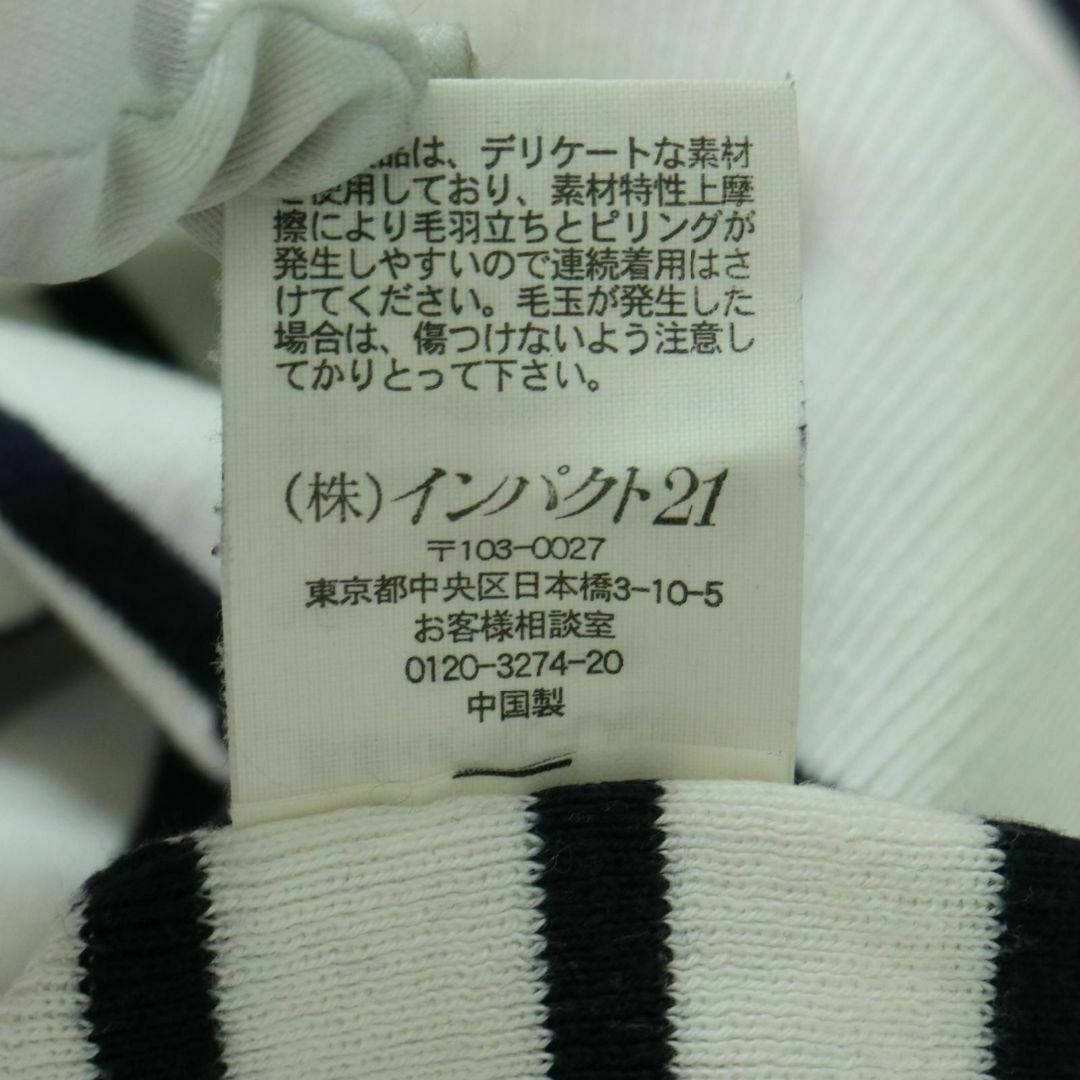 品は、デリケートな素材
使用しており、素材特性上摩
擦により毛羽立ちとピリングが
発生しやすいので連続着用はさ
けてください。毛玉が発生した
場合は、傷つけないよう注意し
てかりとって下さい。
(株)インパクト21
〒103-0027
東京都中央区日本橋3-10-5
お客様相談室
0120-3274-20
中国製